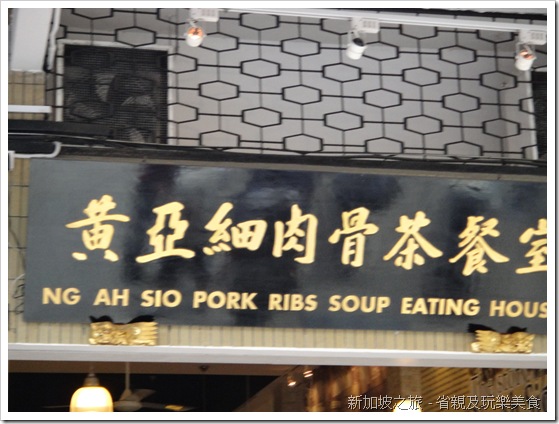 黃亞細肉骨茶餐室
NG AH SIO PORK RIBS SOUP EATING HOUS
新加坡之旅 - 省親及玩樂美食